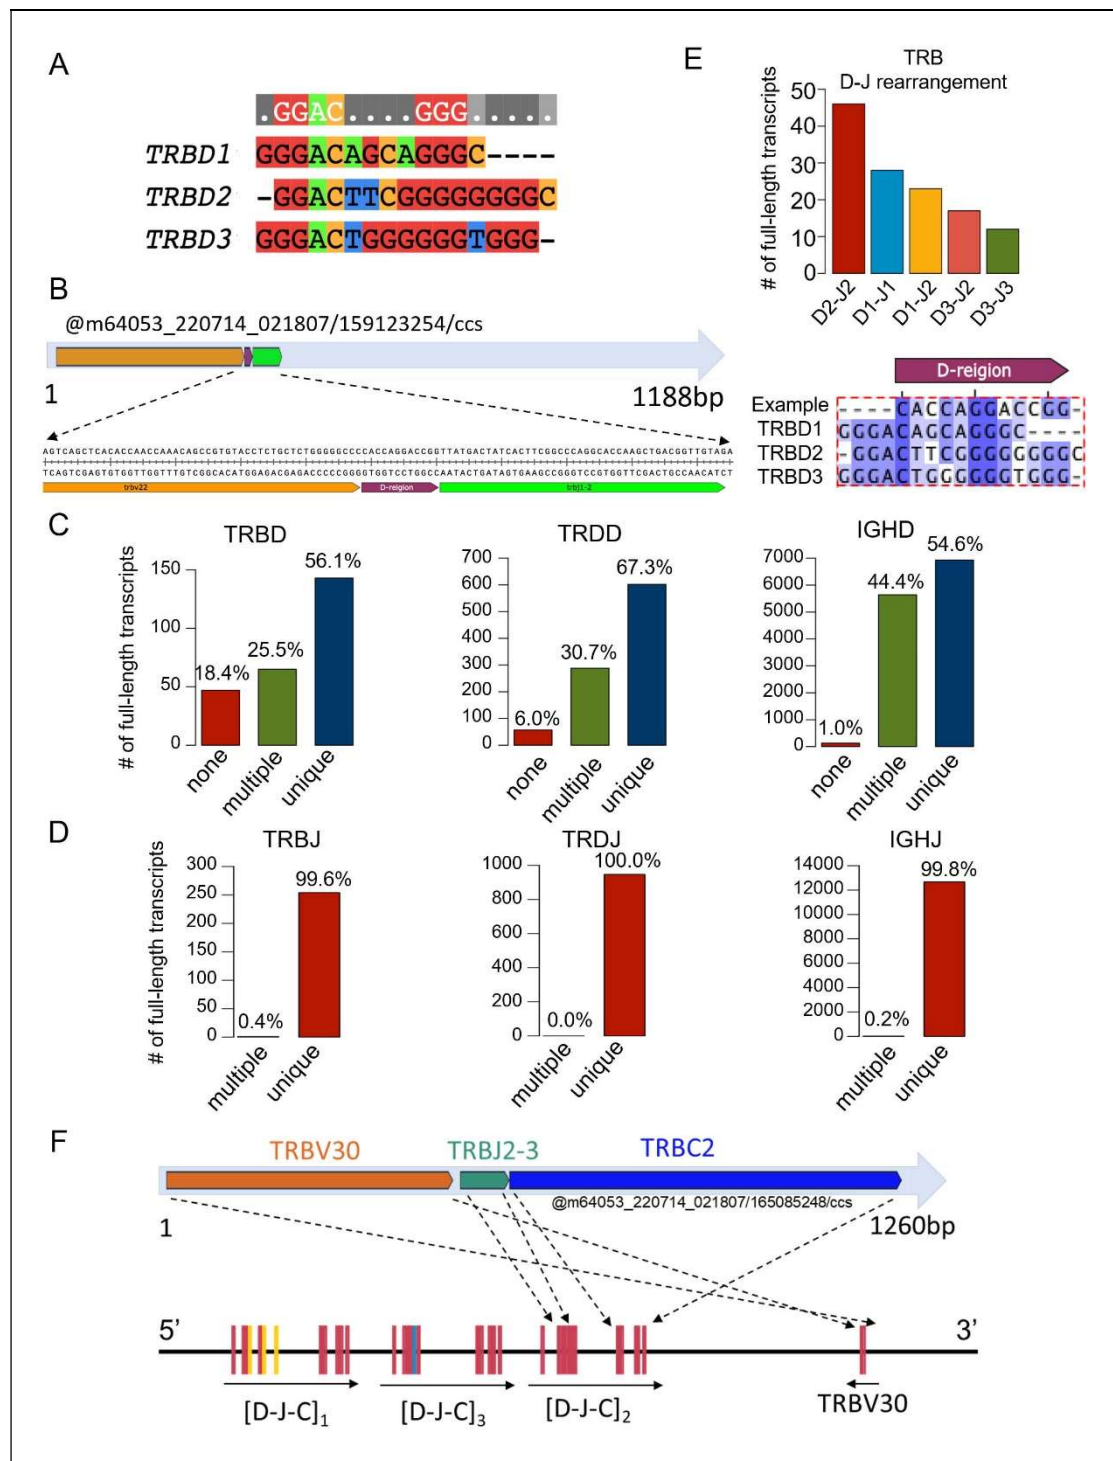 A
.GGAC....GGG.....
TRBD1 GGGACAGCAGGGC----
TRBD2 -GGACTTCGGGGGGGGC
TRBD3 GGGACTGGGGGGTGGG-
E
TRB
D-J rearrangement
# of full-length transcripts
50
40
30
20
10
0
D2-J2
D1-J1
D1-J2
D3-J2
D3-J3
B
@m64053_220714_021807/159123254/ccs
1
1188bp
AGTCAGCTCACACCAACCAAACAGCCGTGTACCTCTGCTCTGGGGGCCCCACCAGGACCGGTTATGACTATCACTTCGGCCCAGGCACCAAGCTGACGGTTGTAGA
TCAGTCGAGTGTGGTTGGTTTGTCGGCACATGGAGACGAGACCCCCGGGGTGGTCCTGGCCAATACTGATAGTGAAGCCGGGTCCGTGGTTCGACTGCCAACATCT
trbv22
D-reigion
trbj1-2
D-reigion
Example ----CACCAGGACCGG-
TRBD1 GGGACAGCAGGGC----
TRBD2 -GGACTTCGGGGGGGGC
TRBD3 GGGACTGGGGGGTGGG-
C
# of full-length transcripts
TRBD
150
100
50
0
18.4%
25.5%
56.1%
none
multiple
unique
TRDD
700
600
500
400
300
200
100
0
6.0%
30.7%
67.3%
none
multiple
unique
IGHD
7000
6000
5000
4000
3000
2000
1000
0
1.0%
44.4%
54.6%
none
multiple
unique
D
# of full-length transcripts
TRBJ
300
250
200
150
100
50
0
0.4%
99.6%
multiple
unique
TRDJ
1000
800
600
400
200
0
0.0%
100.0%
multiple
unique
IGHJ
14000
12000
10000
8000
6000
4000
2000
0
0.2%
99.8%
multiple
unique
F
TRBV30
TRBJ2-3
TRBC2
@m64053_220714_021807/165085248/ccs
1
1260bp
5’
3’
[D-J-C]1
[D-J-C]3
[D-J-C]2
TRBV30